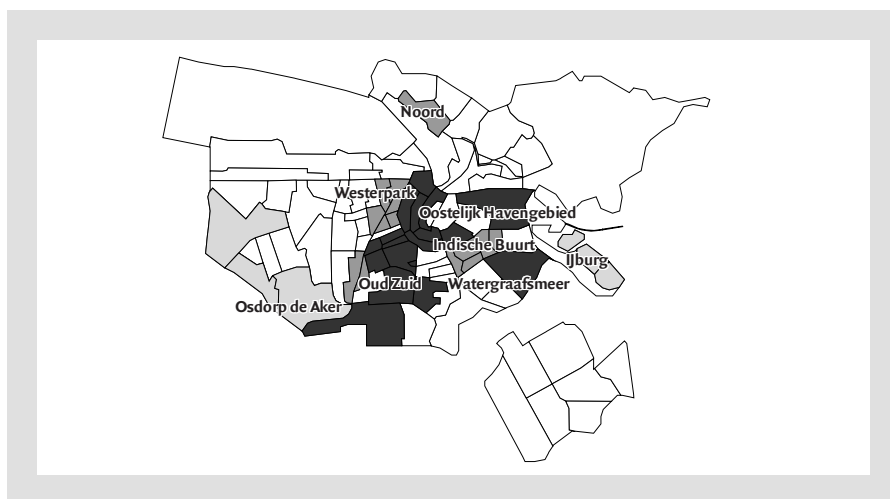 Noord
Westerpark
Oostelijk Havengebied
Indische Buurt
IJburg
Oud Zuid
Watergraafsmeer
Osdorp de Aker